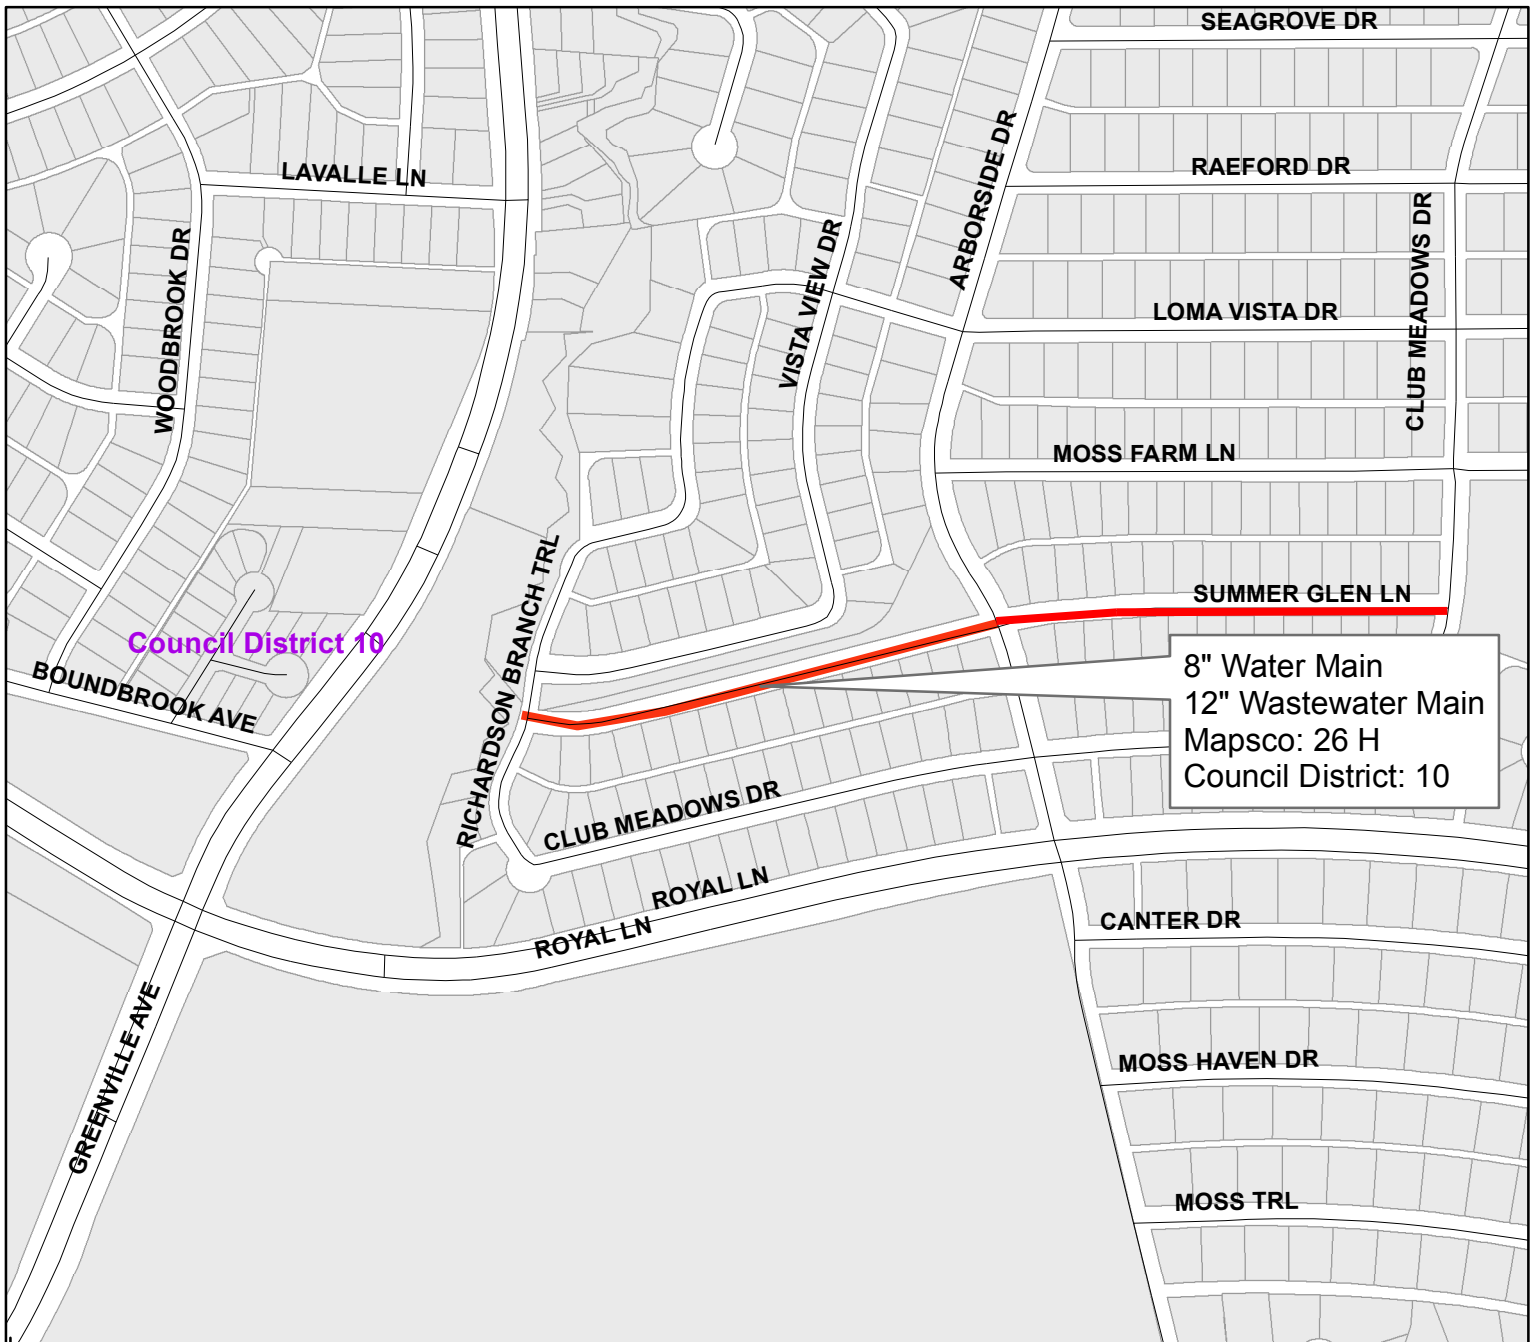 SEAGROVE DR
ARBORSIDE DR
RAEFORD DR
LAVALLE LN
CLUB MEADOWS DR
WOODBROOK DR
VISTA VIEW DR
LOMA VISTA DR
MOSS FARM LN
RICHARDSON BRANCH TRL
SUMMER GLEN LN
Council District 10
BOUNDBROOK AVE
8" Water Main
12" Wastewater Main
Mapsco: 26 H
Council District: 10
CLUB MEADOWS DR
ROYAL LN
ROYAL LN
CANTER DR
GREENVILLE AVE
MOSS HAVEN DR
MOSS TRL